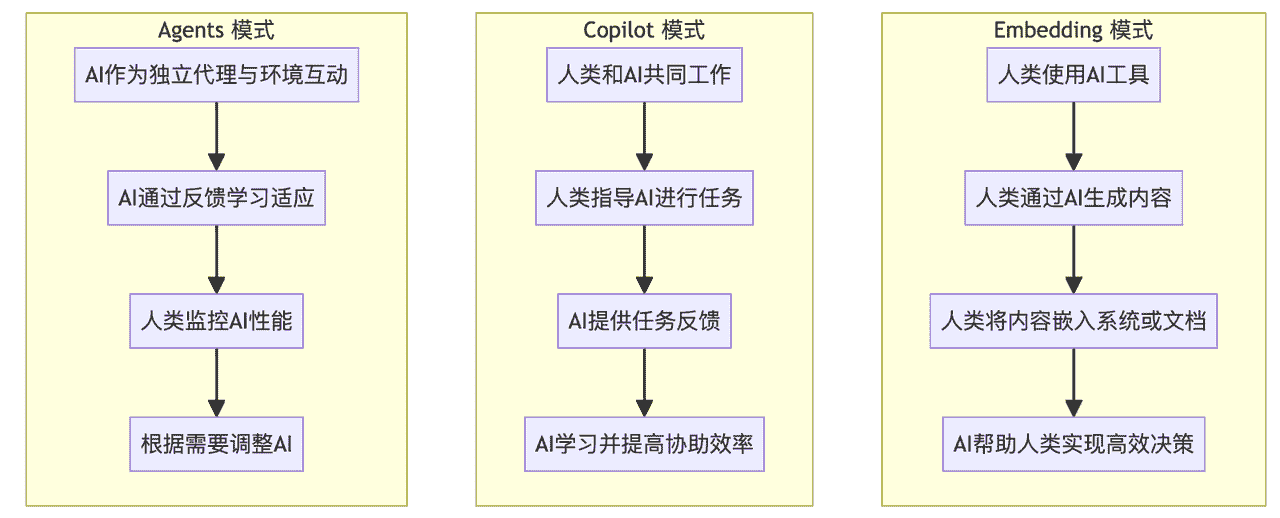 Agents 模式
AI作为独立代理与环境互动
AI通过反馈学习适应
人类监控AI性能
根据需要调整AI
Copilot 模式
人类和AI共同工作
人类指导AI进行任务
AI提供任务反馈
AI学习并提高协助效率
Embedding 模式
人类使用AI工具
人类通过AI生成内容
人类将内容嵌入系统或文档
AI帮助人类实现高效决策